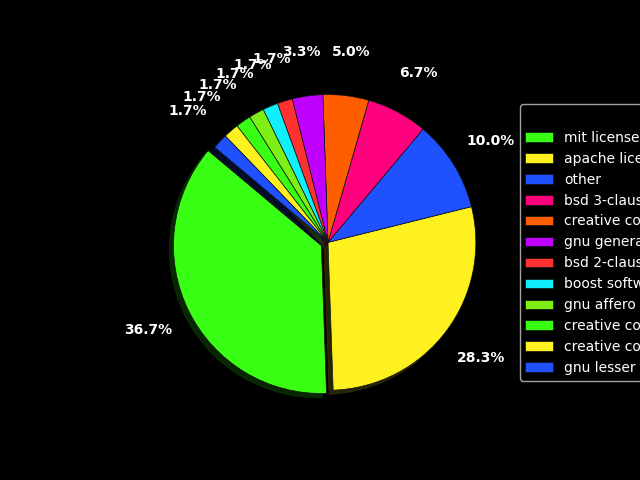 3.3%
5.0%
1.7%
1.7%
1.7%
1.7%
1.7%
1.7%
6.7%
10.0%
36.7%
28.3%
mit license
apache lice
other
bsd 3-claus
creative co
gnu genera
bsd 2-claus
boost softw
gnu affero
creative co
creative co
gnu lesser